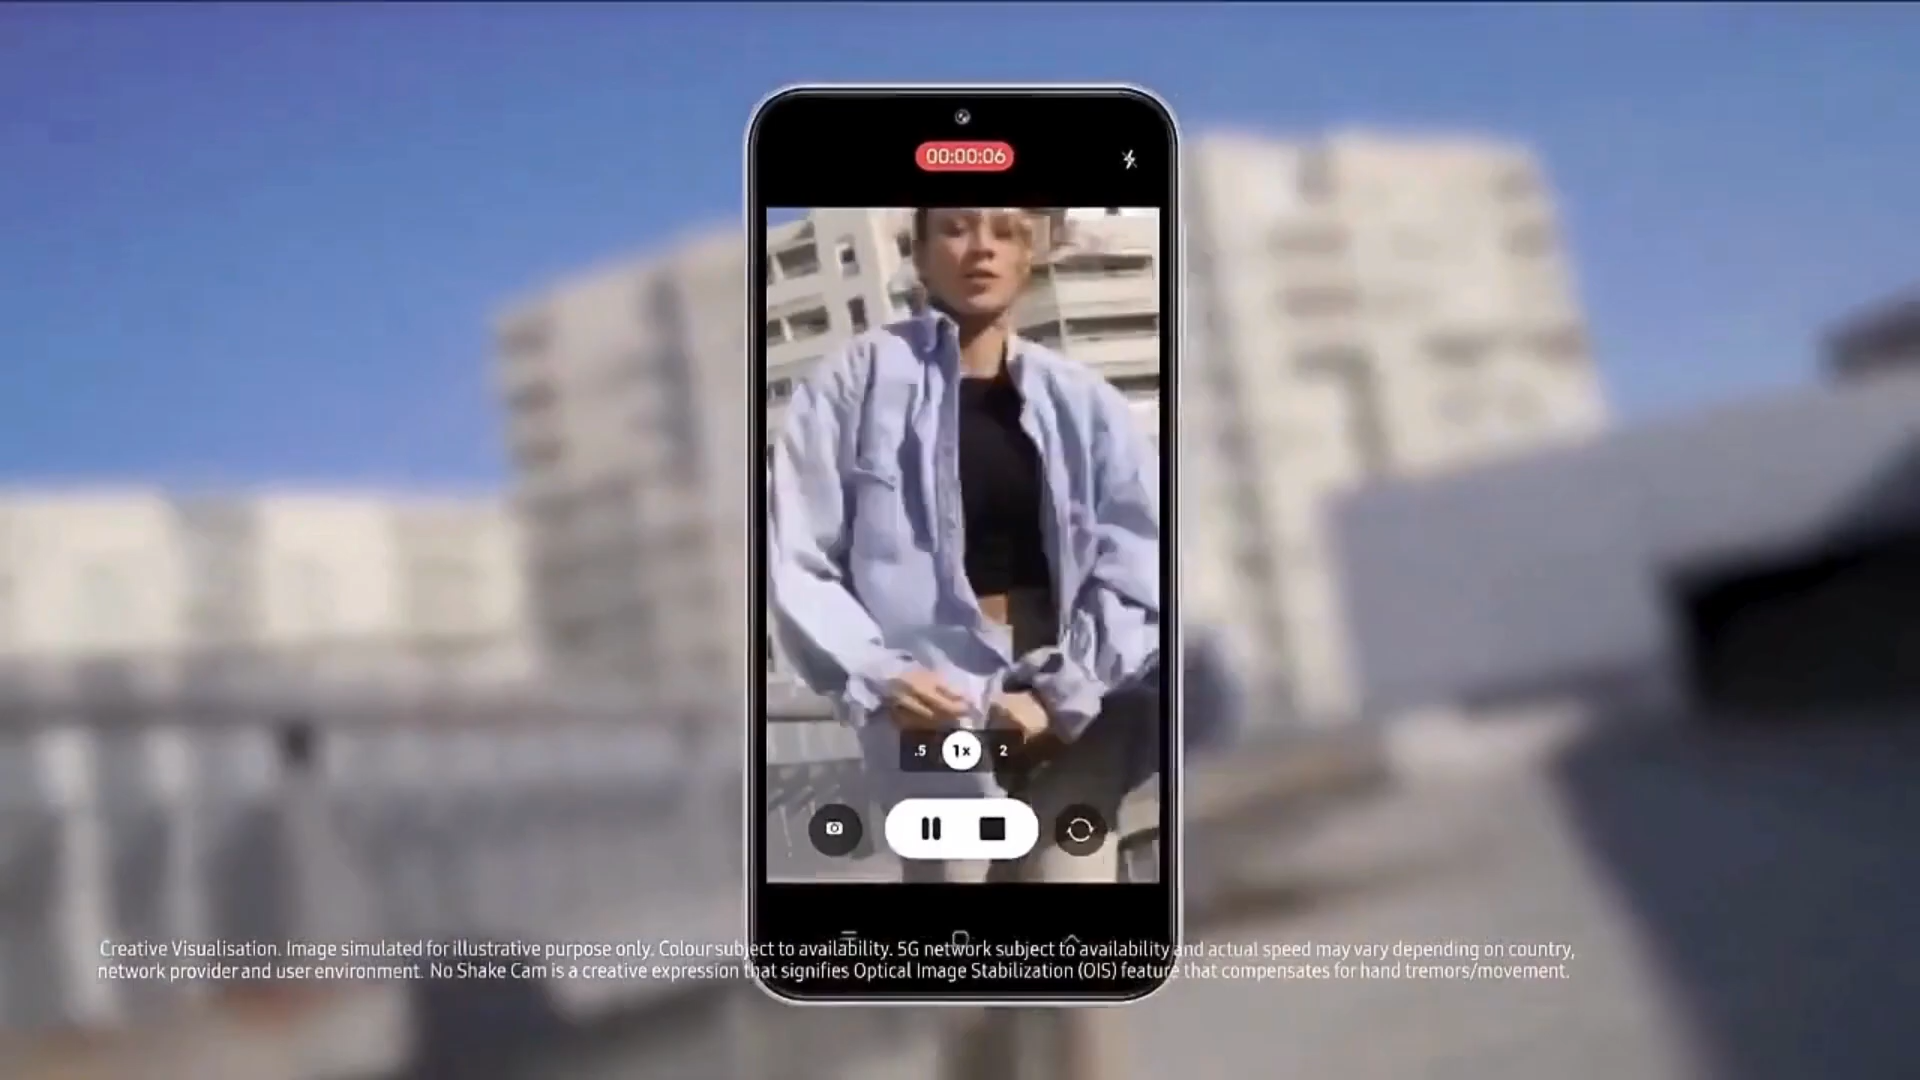 00:00:06
.5 1x 2
Creative Visualisation. Image simulated for illustrative purpose only. Colour subject to availability. 5G network subject to availability and actual speed may vary depending on country,
network provider and user environment. No Shake Cam is a creative expression that signifies Optical Image Stabilization (OIS) feature that compensates for hand tremors/movement.